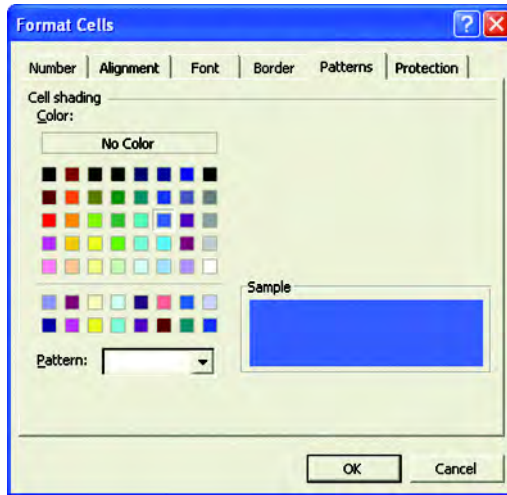 Format Cells
Number Alignment Font Border Patterns Protection
Cell shading
Color:
No Color
Sample
Pattern:
OK Cancel